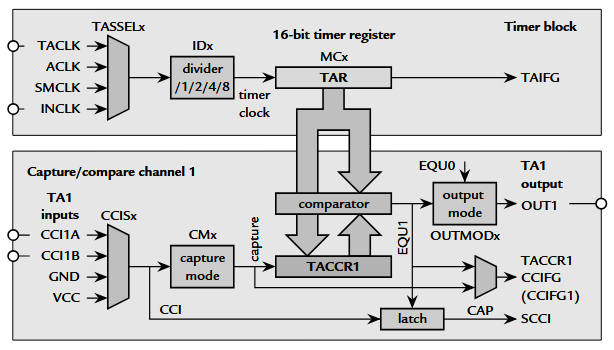 TASSELx
IDx
16-bit timer register
Timer block
TACLK
ACLK
SMCLK
INCLK
divider
/1/2/4/8
timer
clock
MCx
TAR
TAIFG
Capture/compare channel 1
TA1
inputs
CCISx
CCI1A
CCI1B
GND
VCC
CMx
capture
mode
capture
CCI
comparator
TACCR1
EQU1
EQU0
output
mode
OUTMODx
TA1
output
OUT1
latch
CAP
TACCR1
CCIFG
(CCIFG1)
SCCI